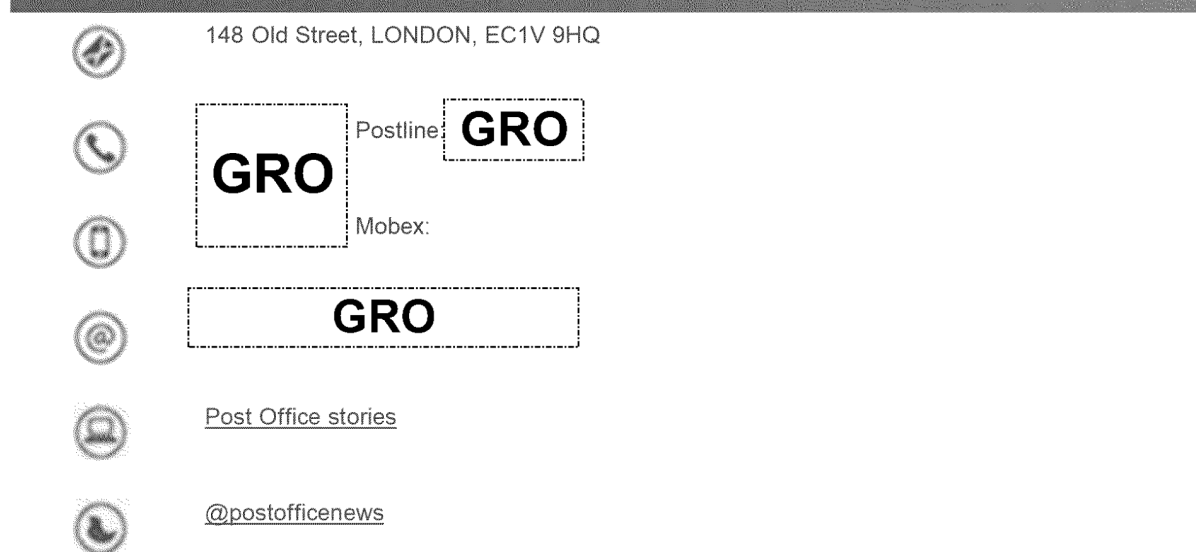 148 Old Street, LONDON, EC1V 9HQ
GRO
Postline: GRO
Mobex:
GRO
Post Office stories
@postofficenews